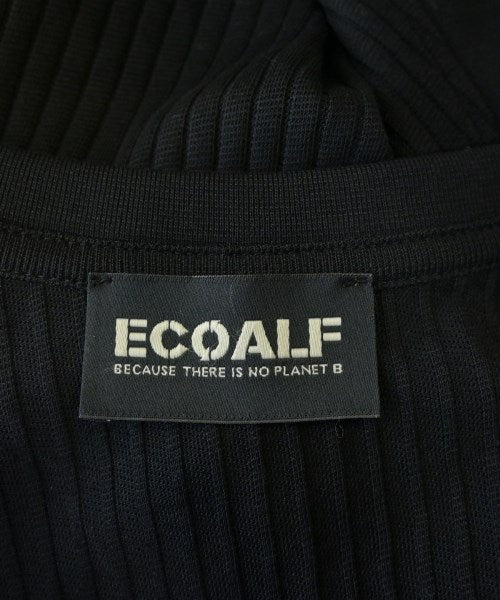 ECOALF
BECAUSE THERE IS NO PLANET B